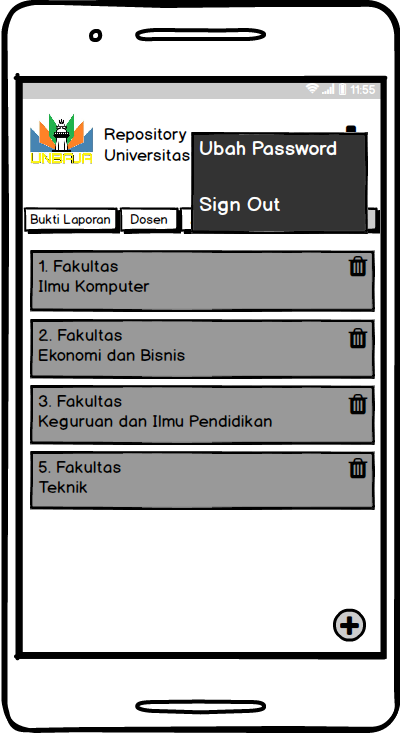 11:55
UNBAJA
Repository
Universitas
Ubah Password
Sign Out
Bukti Laporan
Dosen
1. Fakultas
Ilmu Komputer
2. Fakultas
Ekonomi dan Bisnis
3. Fakultas
Keguruan dan Ilmu Pendidikan
5. Fakultas
Teknik